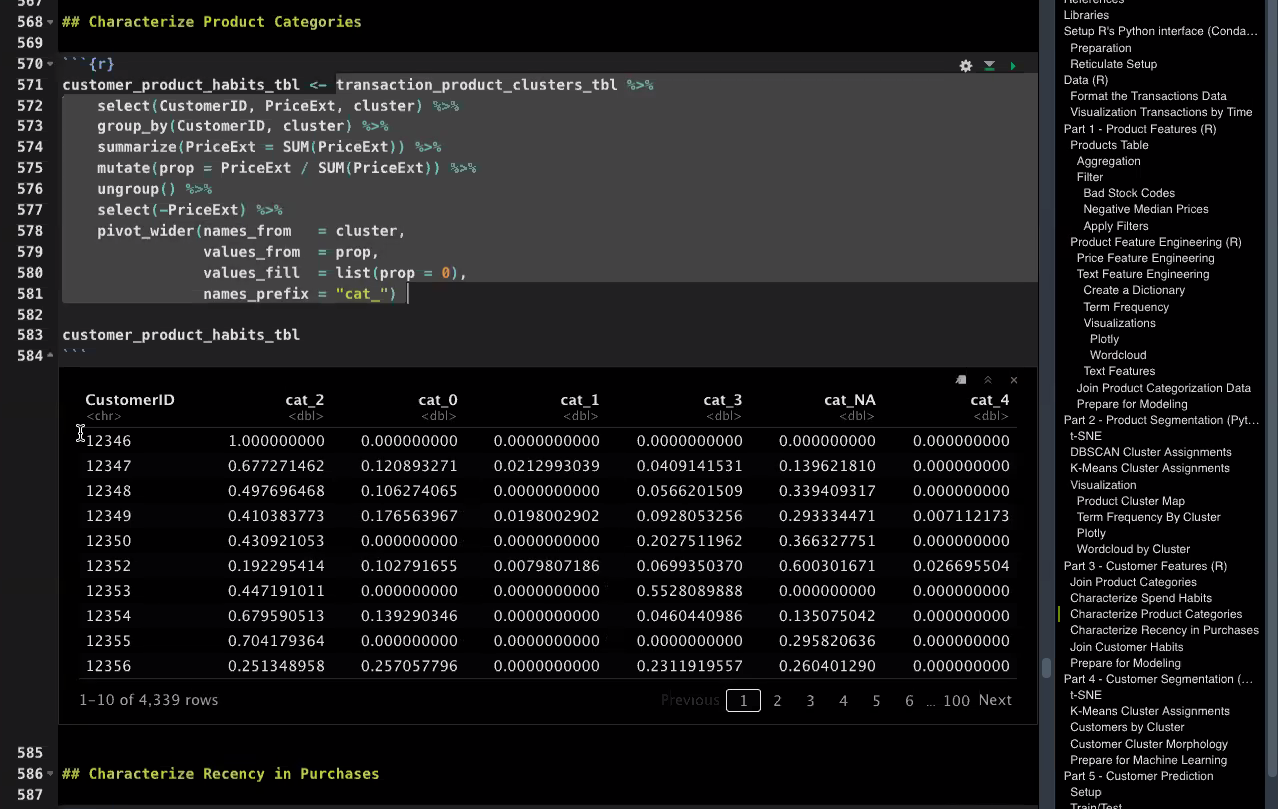 567
568 ## Characterize Product Categories
569
570 ```{r}
571 customer_product_habits_tbl <- transaction_product_clusters_tbl %>%
572 select(CustomerID, PriceExt, cluster) %>%
573 group_by(CustomerID, cluster) %>%
574 summarize(PriceExt = SUM(PriceExt)) %>%
575 mutate(prop = PriceExt / SUM(PriceExt)) %>%
576 ungroup() %>%
577 select(-PriceExt) %>%
578 pivot_wider(names_from = cluster,
579 values_from = prop,
580 values_fill = list(prop = 0),
581 names_prefix = "cat_")
582
583 customer_product_habits_tbl
584 ```
CustomerID cat_2 cat_0 cat_1 cat_3 cat_NA cat_4
<chr> <dbl> <dbl> <dbl> <dbl> <dbl> <dbl>
12346 1.000000000 0.000000000 0.0000000000 0.0000000000 0.000000000 0.000000000
12347 0.677271462 0.120893271 0.0212993039 0.0409141531 0.139621810 0.000000000
12348 0.497696468 0.106274065 0.0000000000 0.0566201509 0.339409317 0.000000000
12349 0.410383773 0.176563967 0.0198002902 0.0928053256 0.293334471 0.007112173
12350 0.430921053 0.000000000 0.0000000000 0.2027511962 0.366327751 0.000000000
12352 0.192295414 0.102791655 0.0079807186 0.0699350370 0.600301671 0.026695504
12353 0.447191011 0.000000000 0.0000000000 0.5528089888 0.000000000 0.000000000
12354 0.679590513 0.139290346 0.0000000000 0.0460440986 0.135075042 0.000000000
12355 0.704179364 0.000000000 0.0000000000 0.0000000000 0.295820636 0.000000000
12356 0.251348958 0.257057796 0.0000000000 0.2311919557 0.260401290 0.000000000
1-10 of 4,339 rows Previous 1 2 3 4 5 6 ... 100 Next
585
586 ## Characterize Recency in Purchases
587
References
Libraries
Setup R's Python interface (Conda...
Preparation
Reticulate Setup
Data (R)
Format the Transactions Data
Visualization Transactions by Time
Part 1 - Product Features (R)
Products Table
Aggregation
Filter
Bad Stock Codes
Negative Median Prices
Apply Filters
Product Feature Engineering (R)
Price Feature Engineering
Text Feature Engineering
Create a Dictionary
Term Frequency
Visualizations
Plotly
Wordcloud
Text Features
Join Product Categorization Data
Prepare for Modeling
Part 2 - Product Segmentation (Pyt...
t-SNE
DBSCAN Cluster Assignments
K-Means Cluster Assignments
Visualization
Product Cluster Map
Term Frequency By Cluster
Plotly
Wordcloud by Cluster
Part 3 - Customer Features (R)
Join Product Categories
Characterize Spend Habits
Characterize Product Categories
Characterize Recency in Purchases
Join Customer Habits
Prepare for Modeling
Part 4 - Customer Segmentation (...
t-SNE
K-Means Cluster Assignments
Customers by Cluster
Customer Cluster Morphology
Prepare for Machine Learning
Part 5 - Customer Prediction
Setup
Train/Test